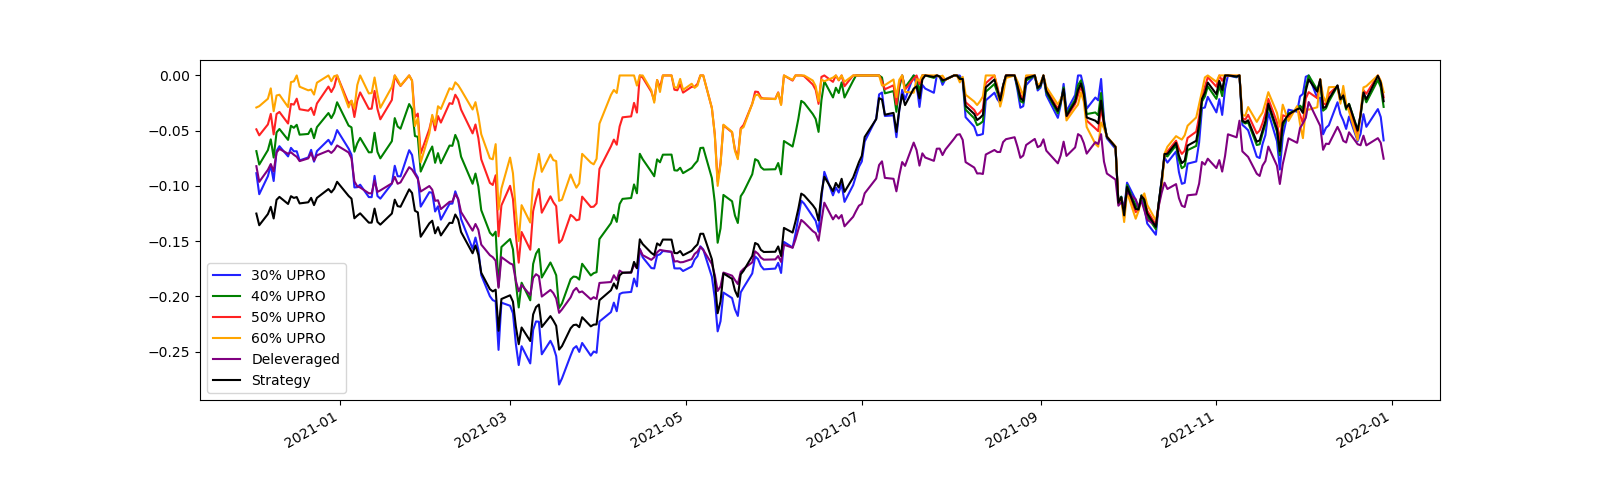 0.00
−0.05
−0.10
−0.15
−0.20
−0.25
30% UPRO
40% UPRO
50% UPRO
60% UPRO
Deleveraged
Strategy
2021-01
2021-03
2021-05
2021-07
2021-09
2021-11
2022-01